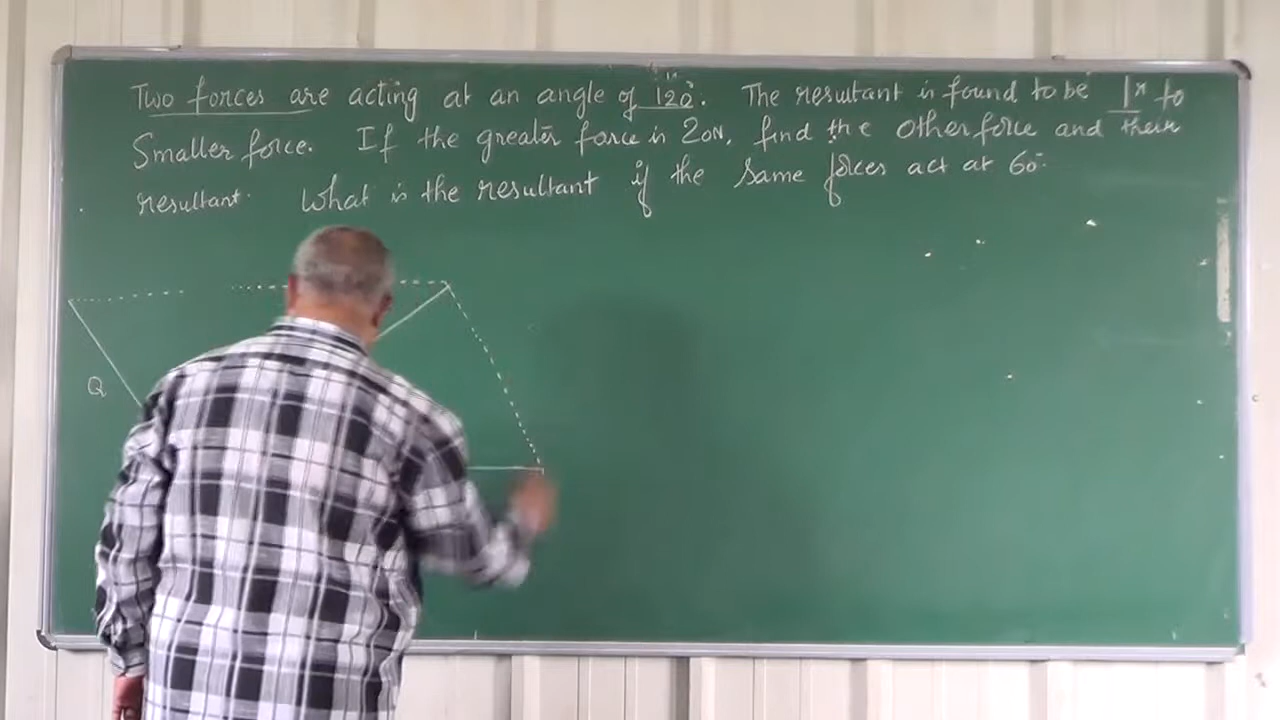 Two forces are acting at an angle of 120°. The resultant is found to be ⊥r to
Smaller force. If the greater force is 20N, find the other force and their
resultant. What is the resultant if the same forces act at 60°.
Q